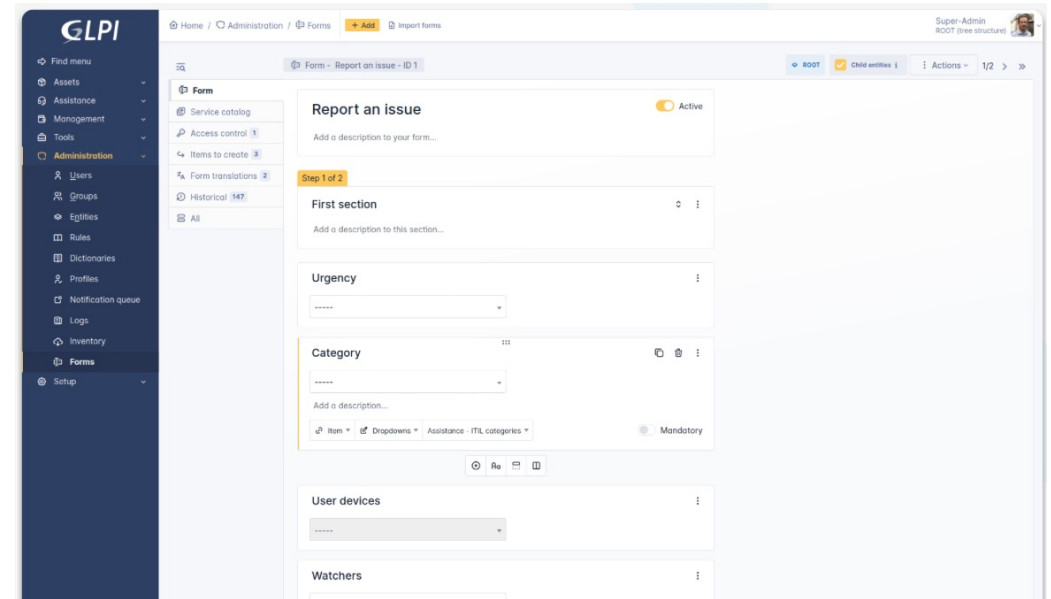 GLPI
Home / Administration / Forms + Add Import forms
Super-Admin
ROOT (tree structure)
Find menu
Assets
Assistance
Management
Tools
Administration
Users
Groups
Entities
Rules
Dictionaries
Profiles
Notification queue
Logs
Inventory
Forms
Setup
Form
Service catalog
Access control 1
Items to create 3
Form translations 2
Historical 147
All
Form - Report an issue - ID 1
ROOT Child entities Actions 1/2
Report an issue
Active
Add a description to your form...
Step 1 of 2
First section
Add a description to this section...
Urgency
-----
Category
-----
Add a description...
Item Dropdowns Assistance - ITIL categories Mandatory
Aa
User devices
-----
Watchers